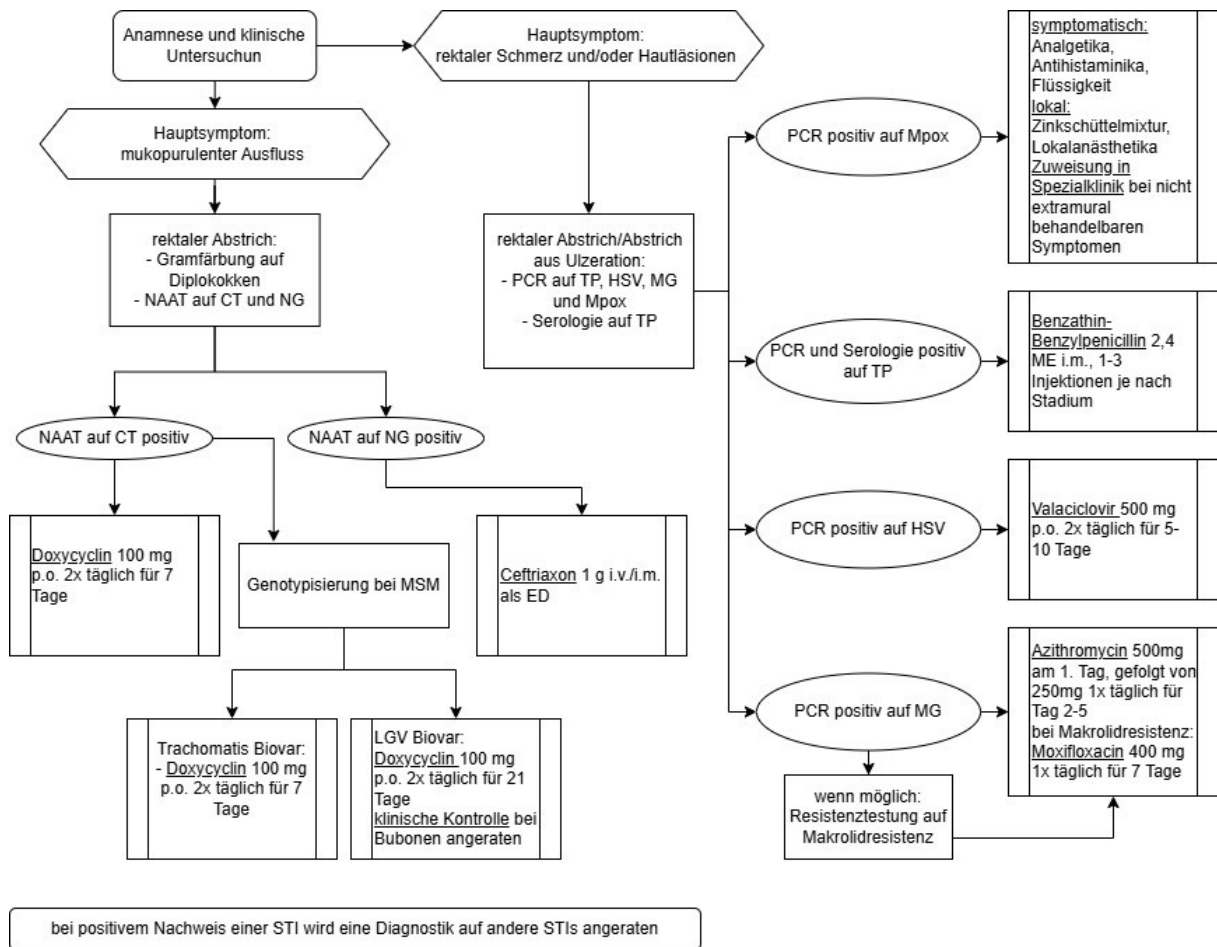 Anamnese und klinische
Untersuchun
Hauptsymptom:
rektaler Schmerz und/oder Hautläsionen
Hauptsymptom:
mukopurulenter Ausfluss
rektaler Abstrich:
- Gramfärbung auf
Diplokokken
- NAAT auf CT und NG
rektaler Abstrich/Abstrich
aus Ulzeration:
- PCR auf TP, HSV, MG
und Mpox
- Serologie auf TP
NAAT auf CT positiv
NAAT auf NG positiv
Doxycyclin 100 mg
p.o. 2x täglich für 7
Tage
Genotypisierung bei MSM
Ceftriaxon 1 g i.v./i.m.
als ED
Trachomatis Biovar:
- Doxycyclin 100 mg
p.o. 2x täglich für 7
Tage
LGV Biovar:
Doxycyclin 100 mg
p.o. 2x täglich für 21
Tage
klinische Kontrolle bei
Bubonen angeraten
PCR positiv auf Mpox
symptomatisch:
Analgetika,
Antihistaminika,
Flüssigkeit
lokal:
Zinkschüttelmixtur,
Lokalanästhetika
Zuweisung in
Spezialklinik bei nicht
extramural
behandelbaren
Symptomen
PCR und Serologie positiv
auf TP
Benzathin-
Benzylpenicillin 2,4
ME i.m., 1-3
Injektionen je nach
Stadium
PCR positiv auf HSV
Valaciclovir 500 mg
p.o. 2x täglich für 5-
10 Tage
PCR positiv auf MG
Azithromycin 500mg
am 1. Tag, gefolgt von
250mg 1x täglich für
Tag 2-5
bei Makrolidresistenz:
Moxifloxacin 400 mg
1x täglich für 7 Tage
wenn möglich:
Resistenztestung auf
Makrolidresistenz
bei positivem Nachweis einer STI wird eine Diagnostik auf andere STIs angeraten